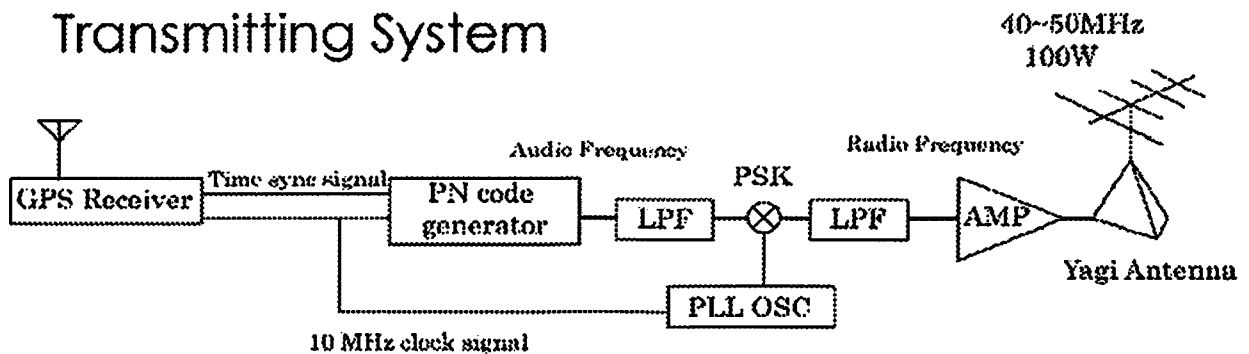 Transmitting System
40~50MHz
100W
Audio Frequency
Radio Frequency
GPS Receiver
Time sync signal
PN code
generator
LPF
PSK
LPF
AMP
Yagi Antenna
PLL OSC
10 MHz clock signal